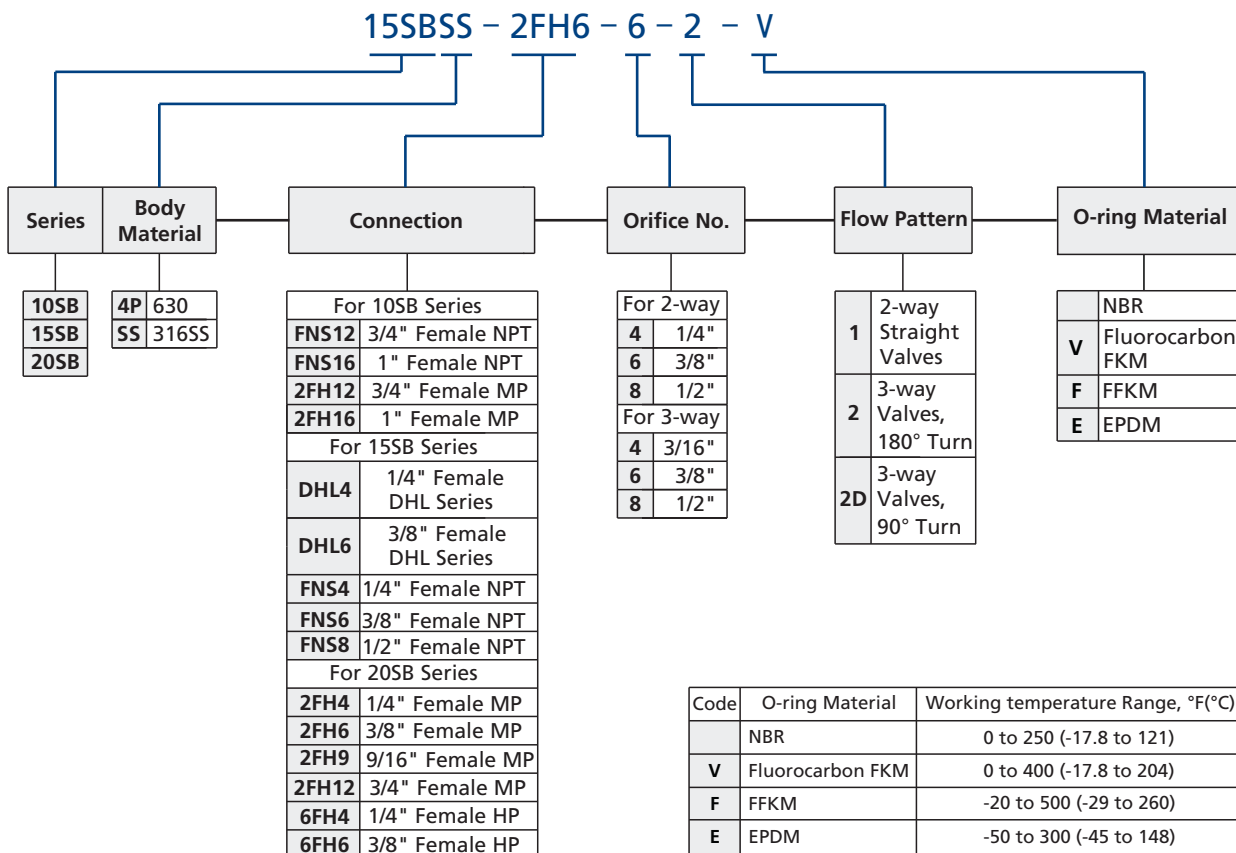 15SBSS – 2FH6 – 6 – 2 – V
Series
Body
Material
Connection
Orifice No.
Flow Pattern
O-ring Material
10SB
15SB
20SB
4P 630
SS 316SS
For 10SB Series
FNS12 3/4" Female NPT
FNS16 1" Female NPT
2FH12 3/4" Female MP
2FH16 1" Female MP
For 15SB Series
DHL4 1/4" Female
DHL Series
DHL6 3/8" Female
DHL Series
FNS4 1/4" Female NPT
FNS6 3/8" Female NPT
FNS8 1/2" Female NPT
For 20SB Series
2FH4 1/4" Female MP
2FH6 3/8" Female MP
2FH9 9/16" Female MP
2FH12 3/4" Female MP
6FH4 1/4" Female HP
6FH6 3/8" Female HP
For 2-way
4 1/4"
6 3/8"
8 1/2"
For 3-way
4 3/16"
6 3/8"
8 1/2"
1 2-way
Straight
Valves
2 3-way
Valves,
180° Turn
2D 3-way
Valves,
90° Turn
NBR
V Fluorocarbon
FKM
F FFKM
E EPDM
Code O-ring Material Working temperature Range, °F(°C)
NBR 0 to 250 (-17.8 to 121)
V Fluorocarbon FKM 0 to 400 (-17.8 to 204)
F FFKM -20 to 500 (-29 to 260)
E EPDM -50 to 300 (-45 to 148)